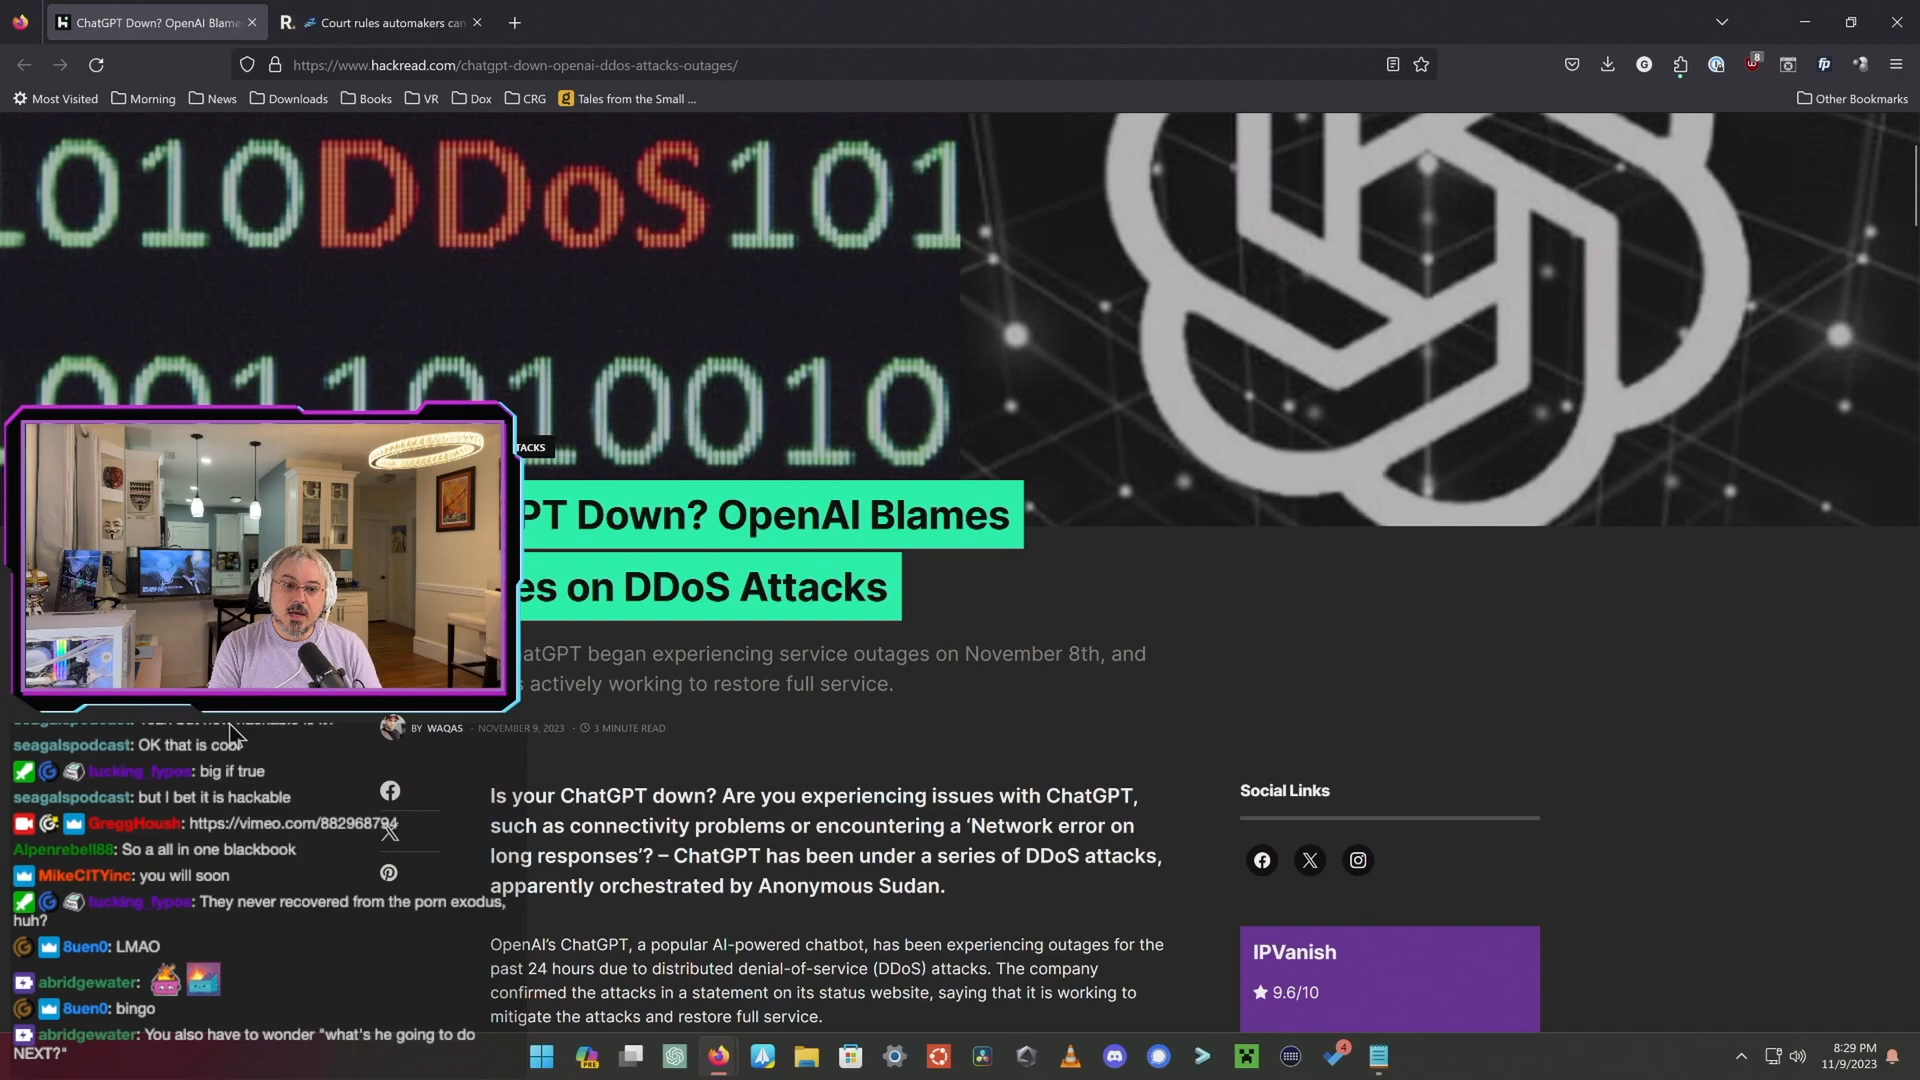 ChatGPT Down? OpenAI Blame
Court rules automakers can
https://www.hackread.com/chatgpt-down-openai-ddos-attacks-outages/
8
Most Visited
Morning
News
Downloads
Books
VR
Dox
CRG
Tales from the Small ...
Other Bookmarks
1010DDoS101
001101010010
TACKS
PT Down? OpenAI Blames
es on DDoS Attacks
atGPT began experiencing service outages on November 8th, and
s actively working to restore full service.
BY WAQAS - NOVEMBER 9, 2023 - 3 MINUTE READ
seagalspodcast: OK that is cool
tucking_fypos: big if true
seagalspodcast: but I bet it is hackable
GreggHoush: https://vimeo.com/882968794
Alpenrebell88: So a all in one blackbook
MikeCITYinc: you will soon
tucking_fypos: They never recovered from the porn exodus,
huh?
8uen0: LMAO
abridgewater:
8uen0: bingo
abridgewater: You also have to wonder "what's he going to do
NEXT?"
Is your ChatGPT down? Are you experiencing issues with ChatGPT,
such as connectivity problems or encountering a ‘Network error on
long responses’? – ChatGPT has been under a series of DDoS attacks,
apparently orchestrated by Anonymous Sudan.
OpenAI’s ChatGPT, a popular AI-powered chatbot, has been experiencing outages for the
past 24 hours due to distributed denial-of-service (DDoS) attacks. The company
confirmed the attacks in a statement on its status website, saying that it is working to
mitigate the attacks and restore full service.
Social Links
IPVanish
9.6/10
PRE
4
8:29 PM
11/9/2023